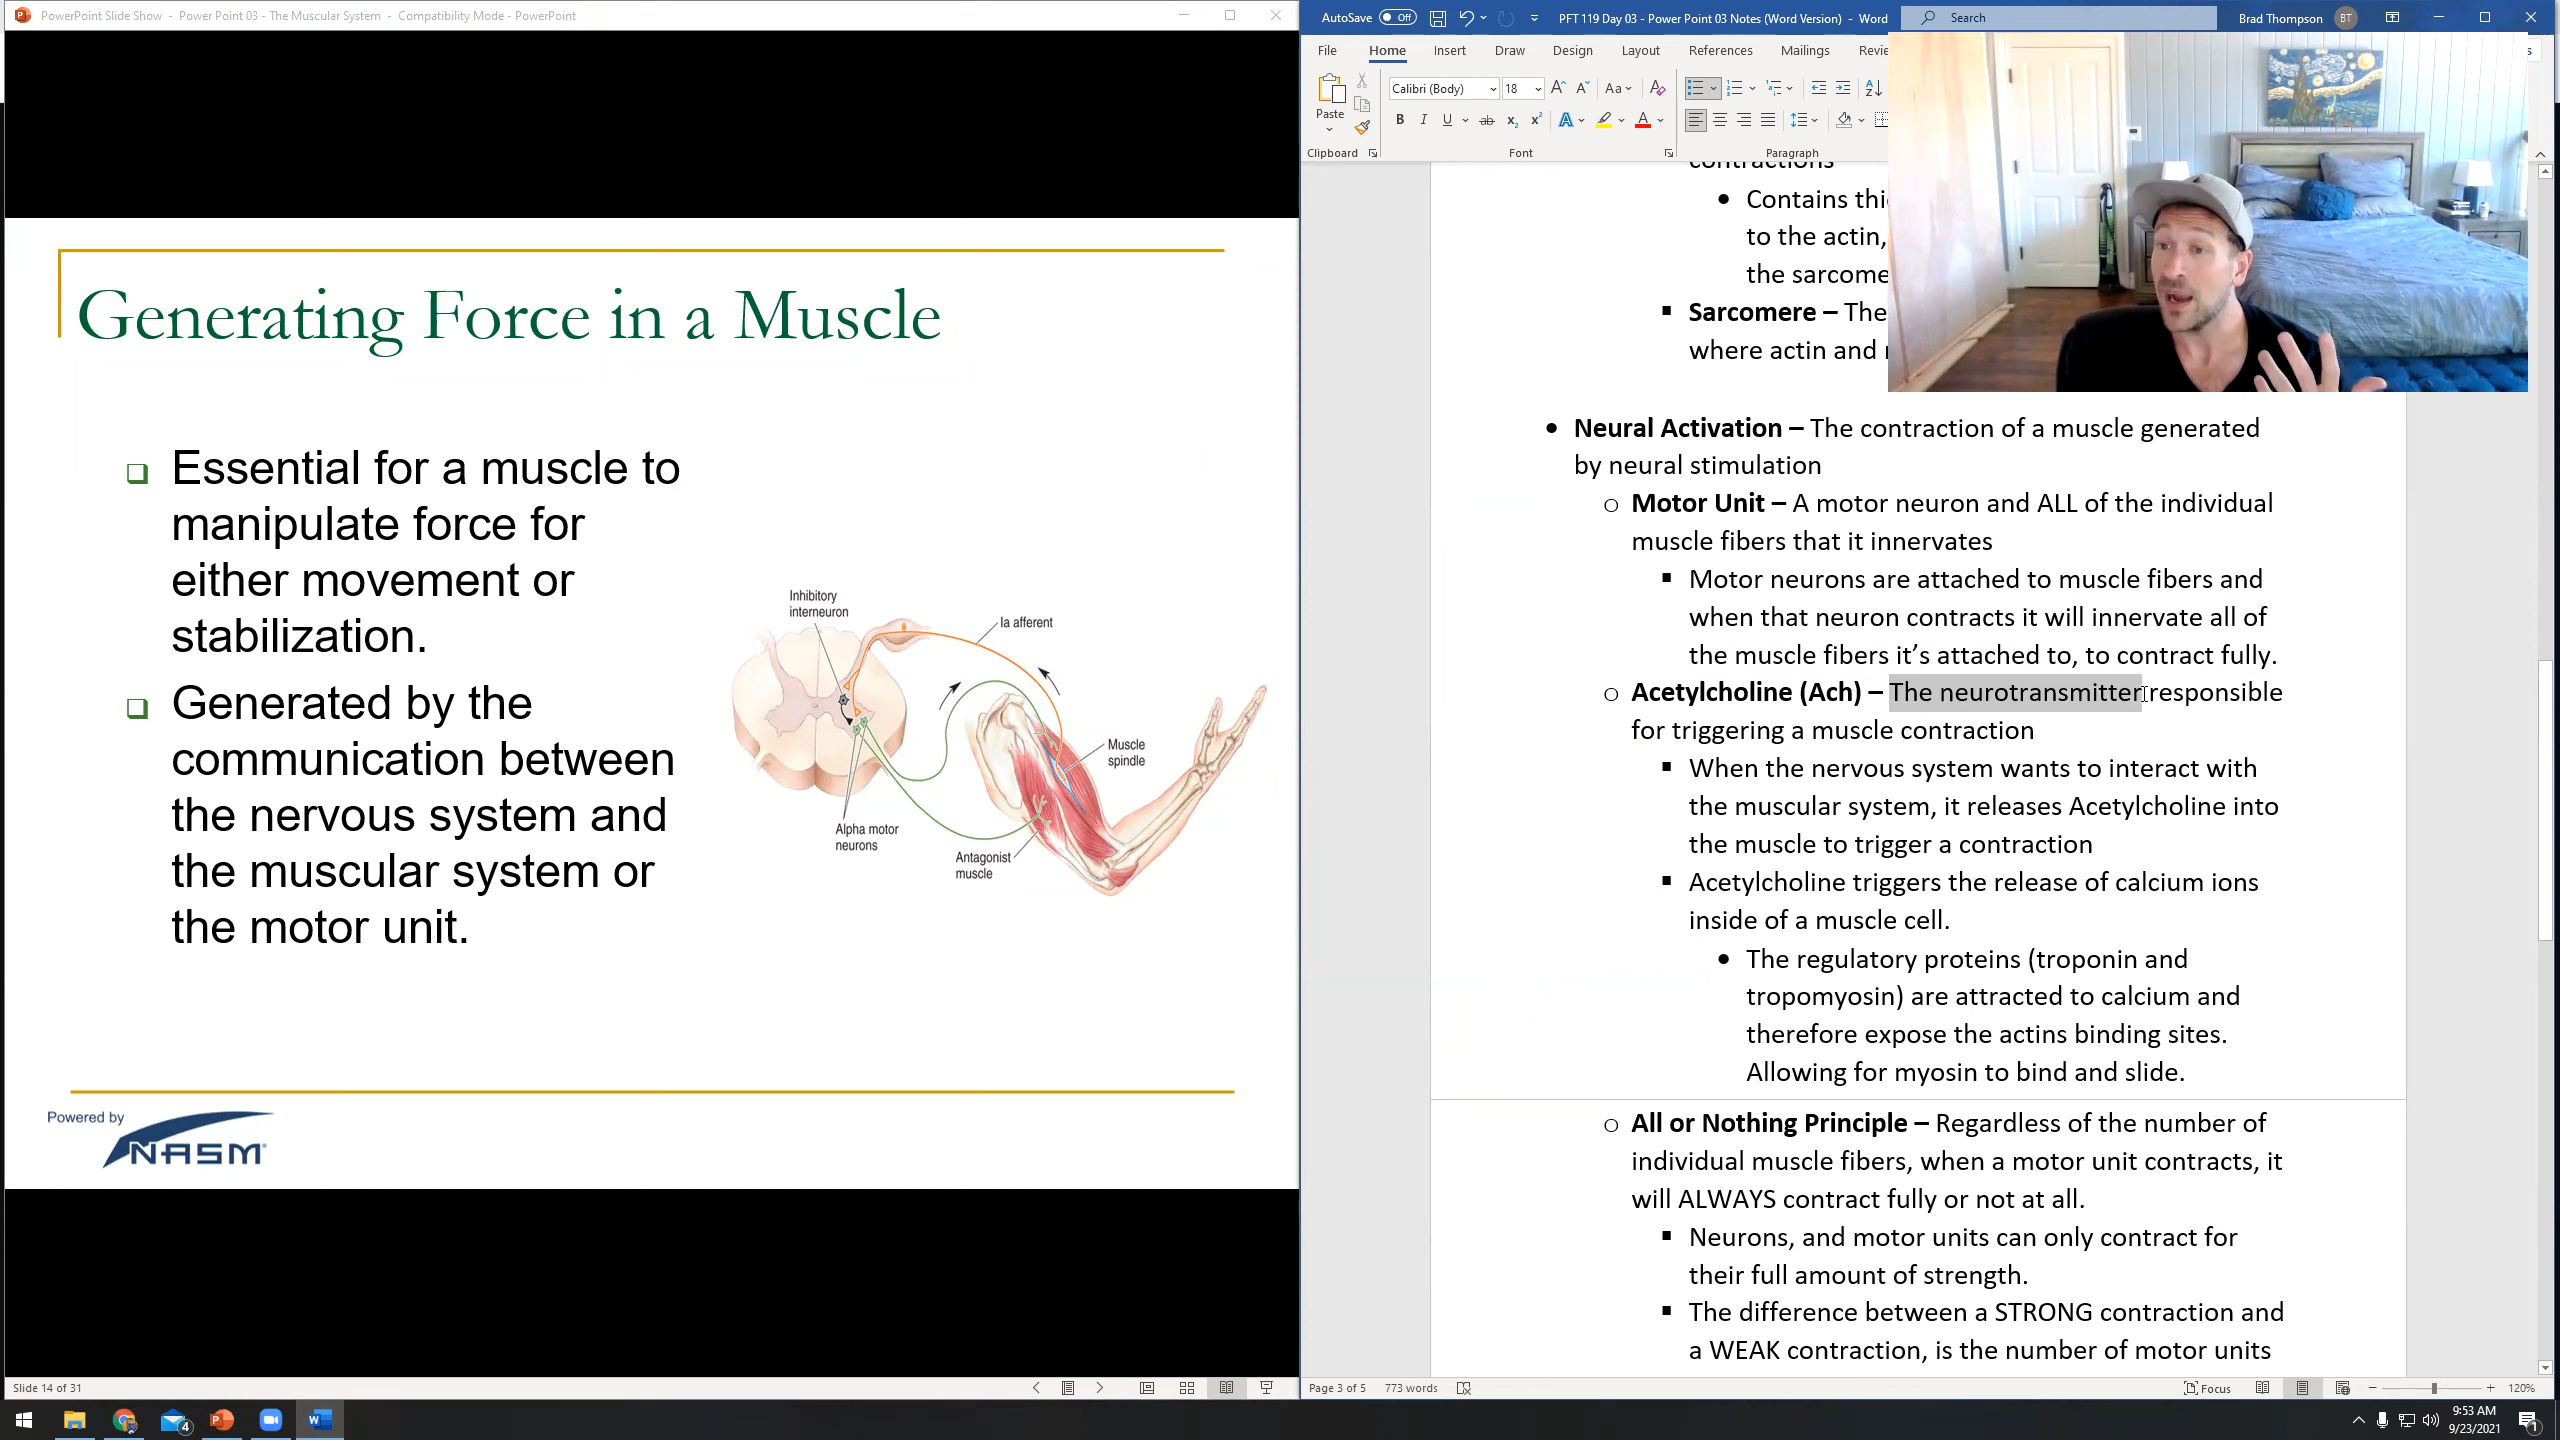 PowerPoint Slide Show - Power Point 03 - The Muscular System - Compatibility Mode - PowerPoint
Generating Force in a Muscle
Essential for a muscle to
manipulate force for
either movement or
stabilization.
Generated by the
communication between
the nervous system and
the muscular system or
the motor unit.
Inhibitory
interneuron
Ia afferent
Muscle
spindle
Alpha motor
neurons
Antagonist
muscle
Powered by
NASM
Slide 14 of 31
AutoSave Off
PFT 119 Day 03 - Power Point 03 Notes (Word Version) - Word
Search
Brad Thompson BT
File Home Insert Draw Design Layout References Mailings
Paste
Calibri (Body) 18
Clipboard Font Paragraph
contractions
Contains
to the actin,
the sarcome
Sarcomere – The
where actin and
Neural Activation – The contraction of a muscle generated
by neural stimulation
Motor Unit – A motor neuron and ALL of the individual
muscle fibers that it innervates
Motor neurons are attached to muscle fibers and
when that neuron contracts it will innervate all of
the muscle fibers it’s attached to, to contract fully.
Acetylcholine (Ach) – The neurotransmitter responsible
for triggering a muscle contraction
When the nervous system wants to interact with
the muscular system, it releases Acetylcholine into
the muscle to trigger a contraction
Acetylcholine triggers the release of calcium ions
inside of a muscle cell.
The regulatory proteins (troponin and
tropomyosin) are attracted to calcium and
therefore expose the actins binding sites.
Allowing for myosin to bind and slide.
All or Nothing Principle – Regardless of the number of
individual muscle fibers, when a motor unit contracts, it
will ALWAYS contract fully or not at all.
Neurons, and motor units can only contract for
their full amount of strength.
The difference between a STRONG contraction and
a WEAK contraction, is the number of motor units
Page 3 of 5 773 words
Focus
120%
4
9:53 AM
9/23/2021
1